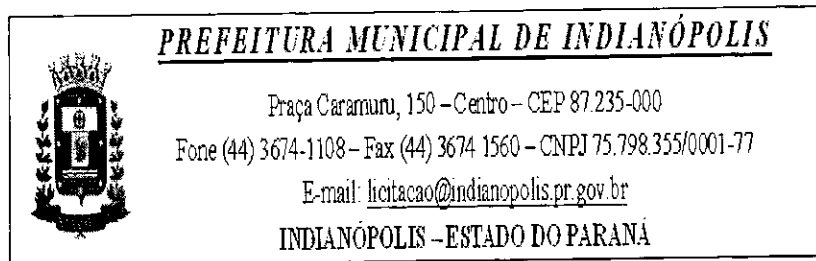 PREFEITURA MUNICIPAL DE INDIANÓPOLIS
Praça Caramuru, 150 – Centro – CEP 87.235-000
Fone (44) 3674-1108 – Fax (44) 3674 1560 – CNPJ 75.798.355/0001-77
E-mail: licitacao@indianopolis.pr.gov.br
INDIANÓPOLIS – ESTADO DO PARANÁ